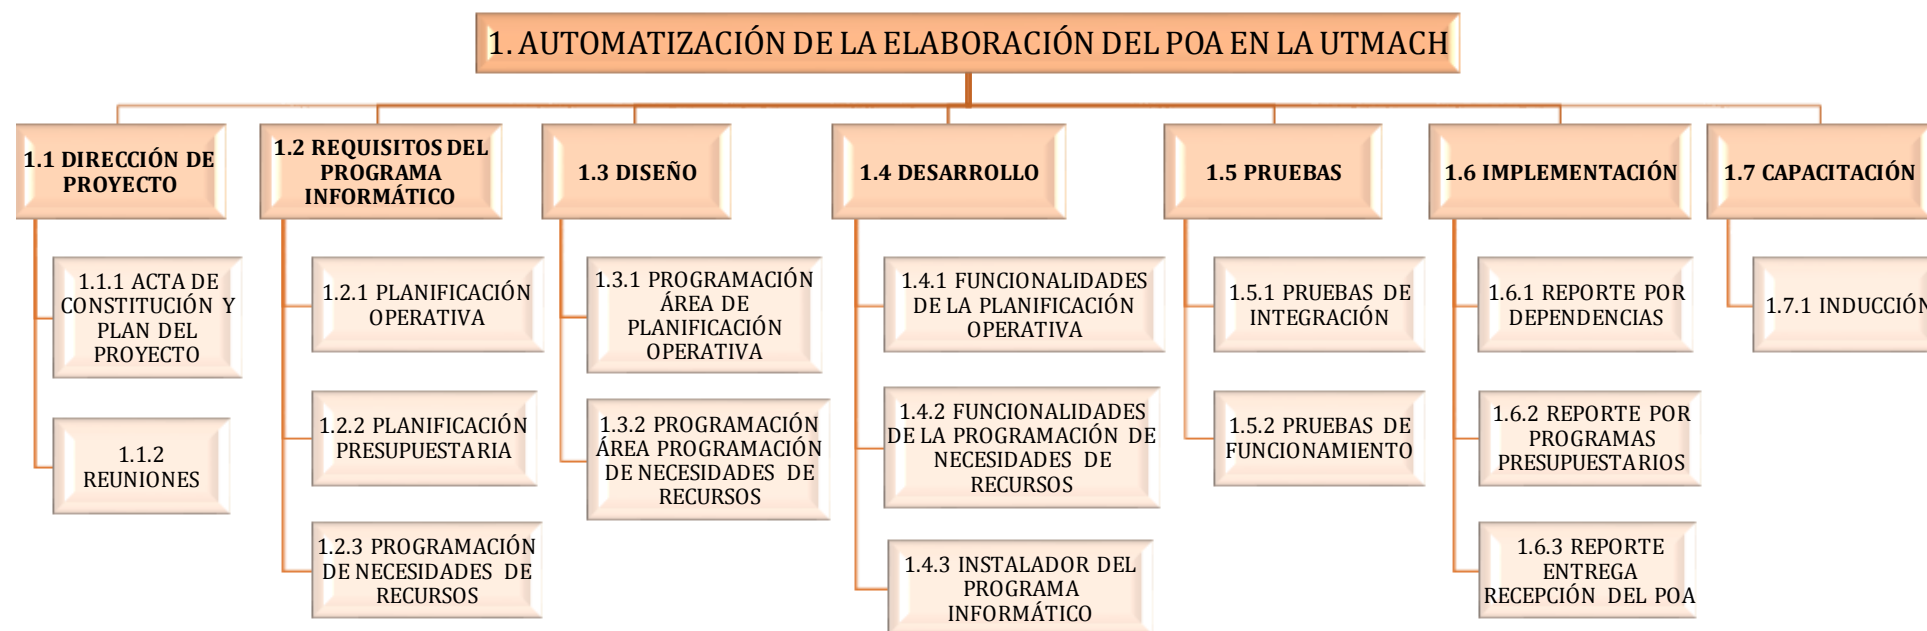 1. AUTOMATIZACIÓN DE LA ELABORACIÓN DEL POA EN LA UTMACH
1.1 DIRECCIÓN DE
PROYECTO
1.1.1 ACTA DE
CONSTITUCIÓN Y
PLAN DEL
PROYECTO
1.1.2
REUNIONES
1.2 REQUISITOS DEL
PROGRAMA
INFORMÁTICO
1.2.1 PLANIFICACIÓN
OPERATIVA
1.2.2 PLANIFICACIÓN
PRESUPUESTARIA
1.2.3 PROGRAMACIÓN
DE NECESIDADES DE
RECURSOS
1.3 DISEÑO
1.3.1 PROGRAMACIÓN
ÁREA DE
PLANIFICACIÓN
OPERATIVA
1.3.2 PROGRAMACIÓN
ÁREA PROGRAMACIÓN
DE NECESIDADES DE
RECURSOS
1.4 DESARROLLO
1.4.1 FUNCIONALIDADES
DE LA PLANIFICACIÓN
OPERATIVA
1.4.2 FUNCIONALIDADES
DE LA PROGRAMACIÓN DE
NECESIDADES DE
RECURSOS
1.4.3 INSTALADOR DEL
PROGRAMA
INFORMÁTICO
1.5 PRUEBAS
1.5.1 PRUEBAS DE
INTEGRACIÓN
1.5.2 PRUEBAS DE
FUNCIONAMIENTO
1.6 IMPLEMENTACIÓN
1.6.1 REPORTE POR
DEPENDENCIAS
1.6.2 REPORTE POR
PROGRAMAS
PRESUPUESTARIOS
1.6.3 REPORTE
ENTREGA
RECEPCIÓN DEL POA
1.7 CAPACITACIÓN
1.7.1 INDUCCIÓN